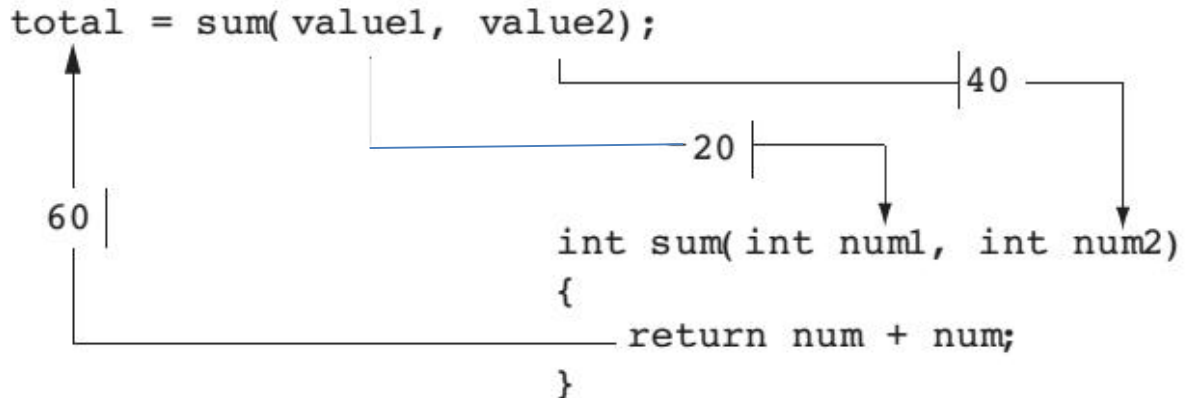 total = sum(value1, value2);
40
20
60
int sum(int num1, int num2)
{
return num + num;
}